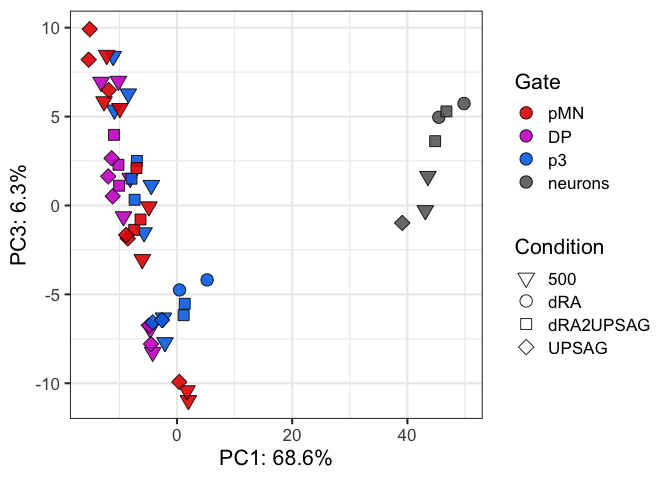 10
5
0
-5
-10
PC3: 6.3%
0 20 40
PC1: 68.6%
Gate
pMN
DP
p3
neurons
Condition
500
dRA
dRA2UPSAG
UPSAG